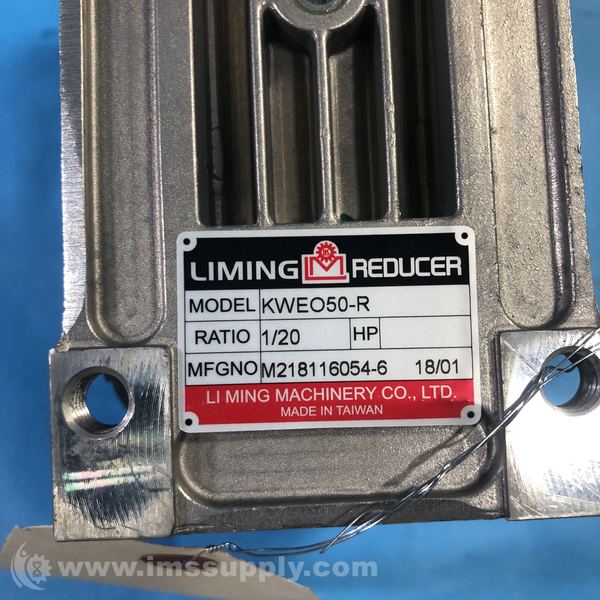 LIMING REDUCER
MODEL KWEO50-R
RATIO 1/20 HP
MFGNO M218116054-6 18/01
LI MING MACHINERY CO., LTD.
MADE IN TAIWAN
www.imssupply.com